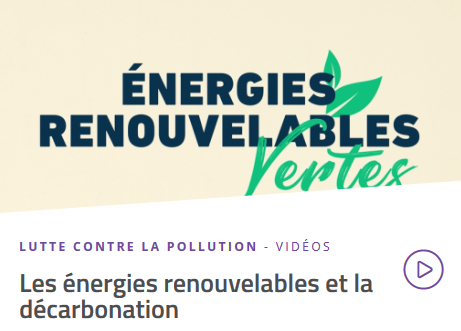 ÉNERGIES
RENOUVELABLES
Vertes
LUTTE CONTRE LA POLLUTION - VIDÉOS
Les énergies renouvelables et la
décarbonation